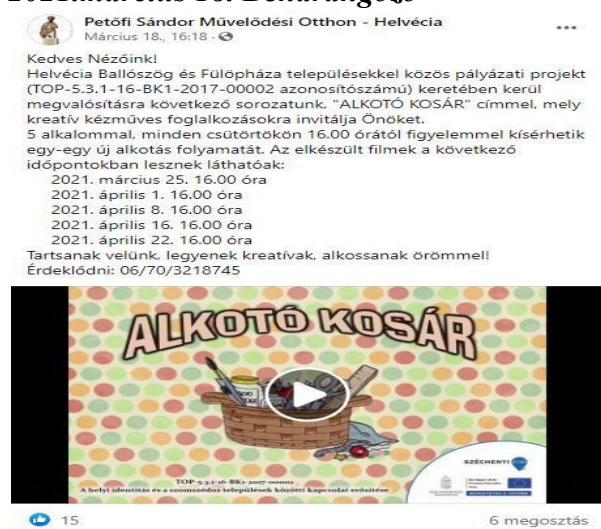 Petőfi Sándor Művelődési Otthon - Helvécia
Március 18., 16:18 ·
Kedves Nézőink!
Helvécia Ballószög és Fülöpháza településekkel közös pályázati projekt
(TOP-5.3.1-16-BK1-2017-00002 azonosítószámú) keretében kerül
megvalósításra következő sorozatunk, "ALKOTÓ KOSÁR" címmel, mely
kreatív kézműves foglalkozásokra invitálja Önöket.
5 alkalommal, minden csütörtökön 16.00 órától figyelemmel kísérhetik
egy-egy új alkotás folyamatát. Az elkészült filmek a következő
időpontokban lesznek láthatóak:
2021. március 25. 16.00 óra
2021. április 1. 16.00 óra
2021. április 8. 16.00 óra
2021. április 16. 16.00 óra
2021. április 22. 16.00 óra
Tartsanak velünk, legyenek kreatívak, alkossanak örömmel!
Érdeklődni: 06/70/3218745
ALKOTÓ KOSÁR
TOP-5.3.1-16-BK1-2017-00002
A helyi identitás és a szomszédos települések közötti kapcsolat erősítése
SZÉCHENYI
15
6 megosztás